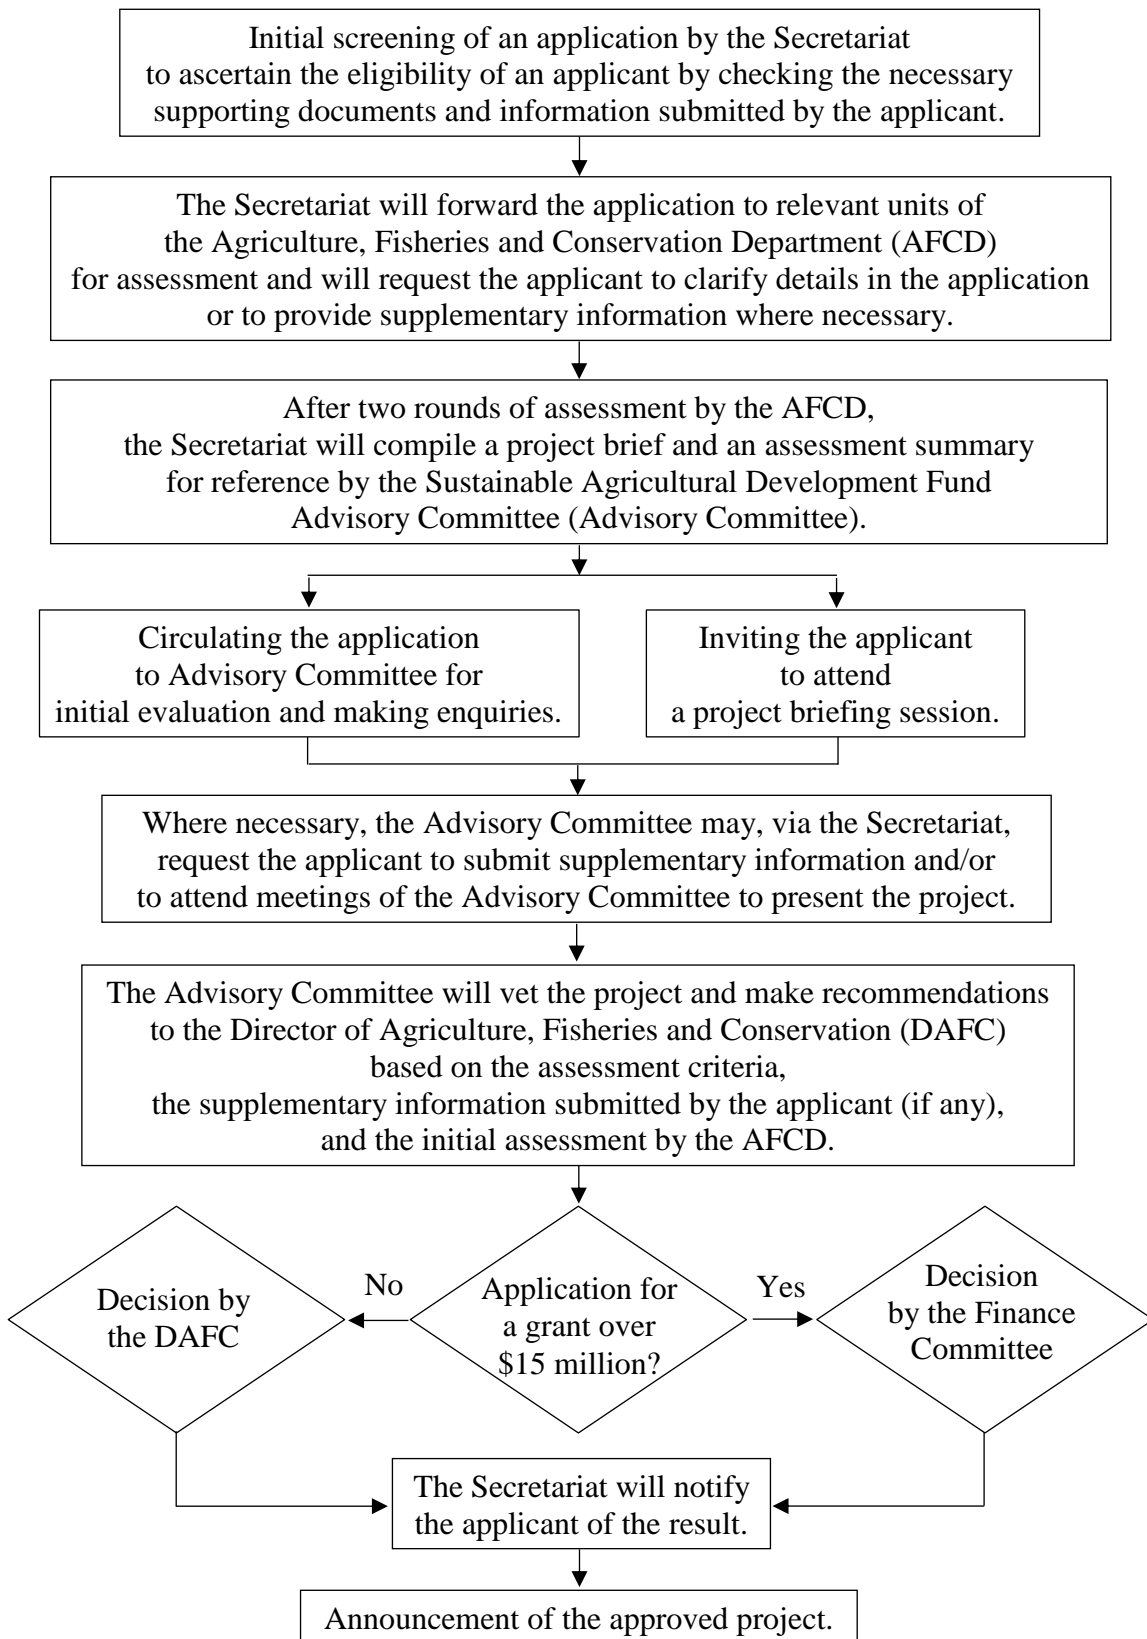 Initial screening of an application by the Secretariat
to ascertain the eligibility of an applicant by checking the necessary
supporting documents and information submitted by the applicant.
The Secretariat will forward the application to relevant units of
the Agriculture, Fisheries and Conservation Department (AFCD)
for assessment and will request the applicant to clarify details in the application
or to provide supplementary information where necessary.
After two rounds of assessment by the AFCD,
the Secretariat will compile a project brief and an assessment summary
for reference by the Sustainable Agricultural Development Fund
Advisory Committee (Advisory Committee).
Circulating the application
to Advisory Committee for
initial evaluation and making enquiries.
Inviting the applicant
to attend
a project briefing session.
Where necessary, the Advisory Committee may, via the Secretariat,
request the applicant to submit supplementary information and/or
to attend meetings of the Advisory Committee to present the project.
The Advisory Committee will vet the project and make recommendations
to the Director of Agriculture, Fisheries and Conservation (DAFC)
based on the assessment criteria,
the supplementary information submitted by the applicant (if any),
and the initial assessment by the AFCD.
Decision by
the DAFC
No
Application for
a grant over
$15 million?
Yes
Decision
by the Finance
Committee
The Secretariat will notify
the applicant of the result.
Announcement of the approved project.